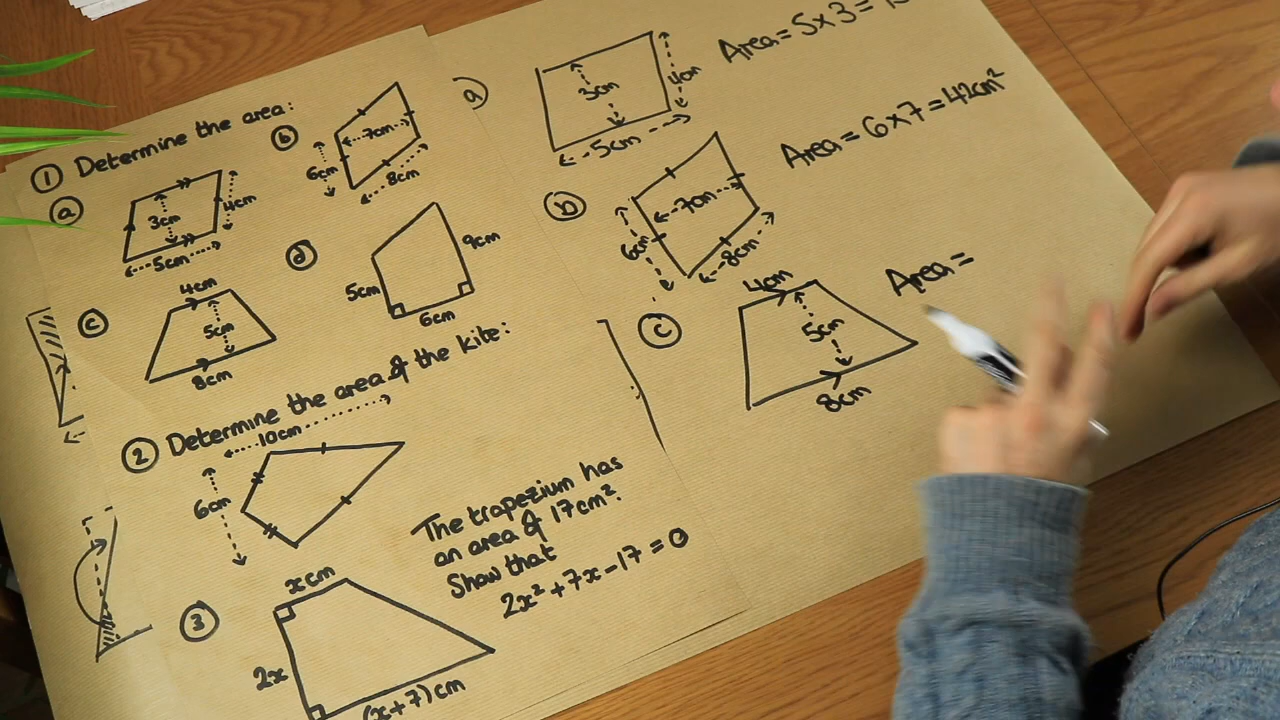 ① Determine the area:
ⓐ
3cm
4cm
5cm
ⓑ
7cm
6cm
8cm
ⓒ
4cm
5cm
8cm
ⓓ
5cm
9cm
6cm
② Determine the area of the kite:
10cm
6cm
③
x cm
2x
(x+7)cm
The trapezium has
an area of 17cm².
Show that
2x² + 7x − 17 = 0
a)
3cm
4cm
5cm
Area = 5 x 3 =
ⓑ
7cm
6cm
8cm
Area = 6 x 7 = 42cm²
ⓒ
4cm
5cm
8cm
Area =